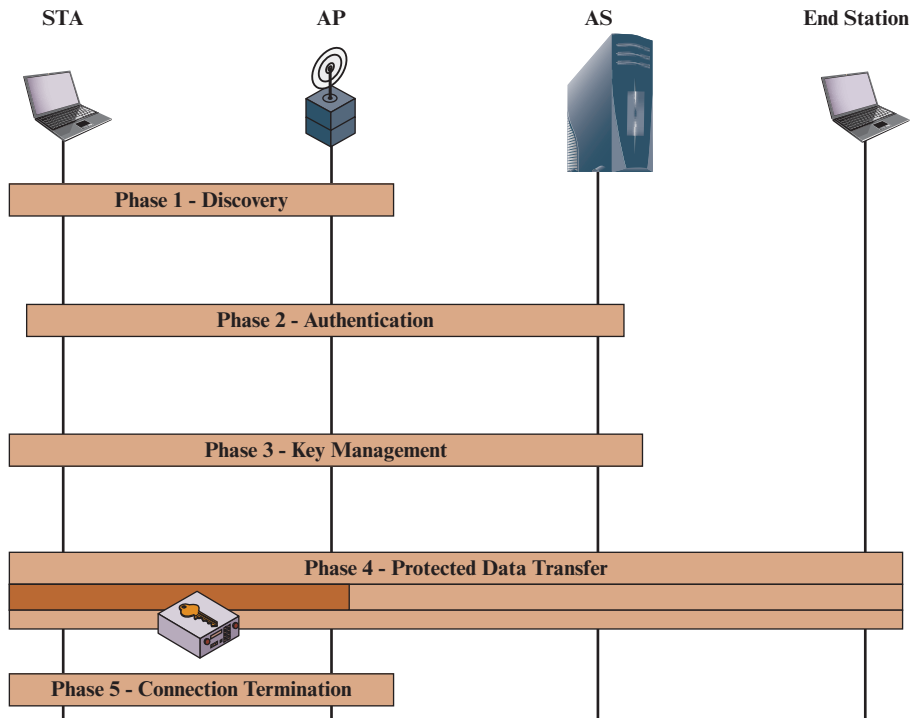 STA
AP
AS
End Station
Phase 1 - Discovery
Phase 2 - Authentication
Phase 3 - Key Management
Phase 4 - Protected Data Transfer
Phase 5 - Connection Termination